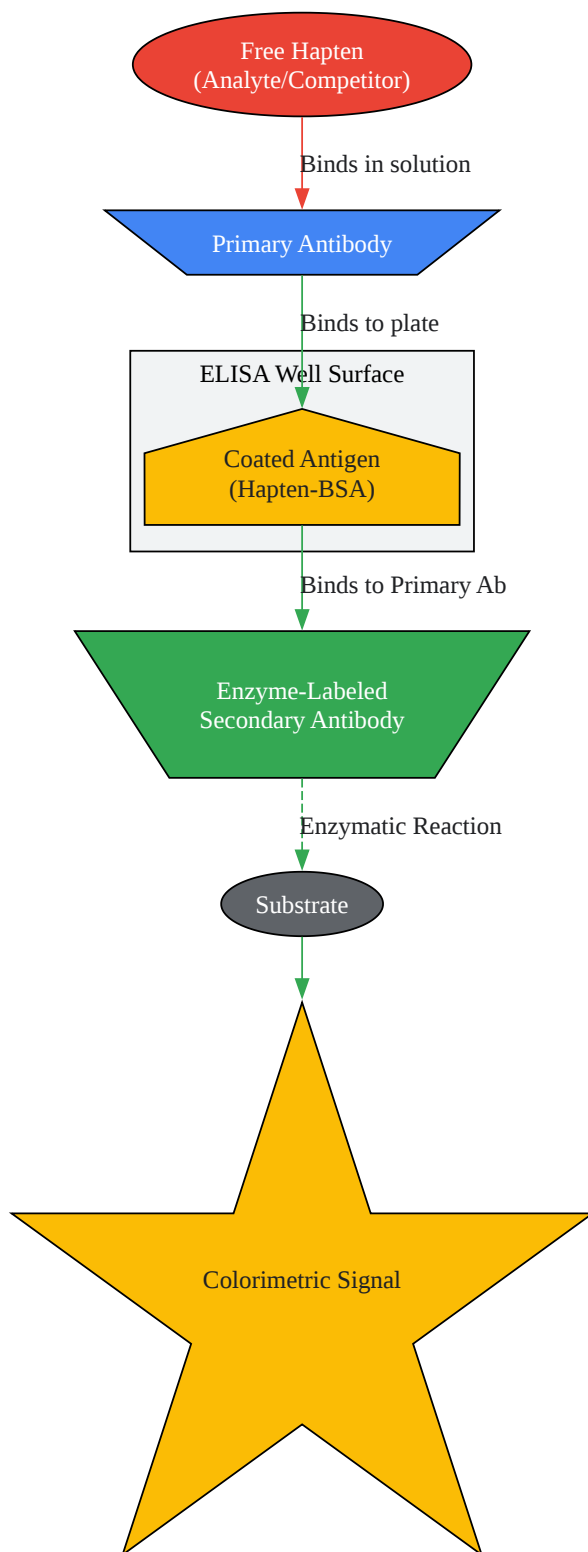 Free Hapten
(Analyte/Competitor)
Binds in solution
Primary Antibody
Binds to plate
ELISA Well Surface
Coated Antigen
(Hapten-BSA)
Binds to Primary Ab
Enzyme-Labeled
Secondary Antibody
Enzymatic Reaction
Substrate
Colorimetric Signal